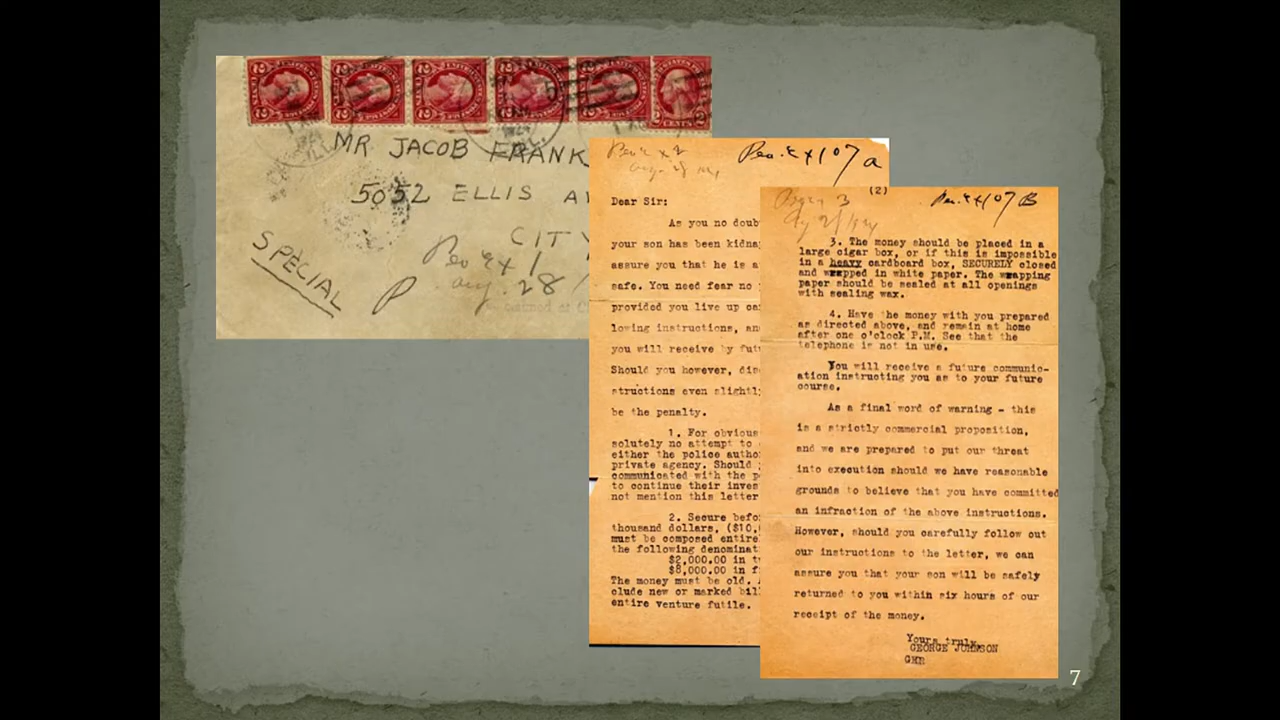 MR JACOB FRANK
5052 ELLIS AV
CITY
SPECIAL
Peo. Ex 1
Aug. 28
Peo. Ex 107 a
Dear Sir:
As you no doub
your son has been kidna
assure you that he is a
safe. You need fear no
provided you live up ca
lowing instructions, an
you will receive by fut
Should you however, dis
structions even slightl
be the penalty.
1. For obvious
solutely no attempt to
either the police autho
private agency. Should
communicated with the p
to continue their inves
not mention this letter
2. Secure befo
thousand dollars, ($10,
must be composed entire
the following denominat
$2,000.00 in t
$8,000.00 in f
The money must be old.
clude new or marked bil
entire venture futile.
(2)
Peo. Ex 107 B
3. The money should be placed in a
large cigar box, or if this is impossible
in a heavy cardboard box, SECURELY closed
and wrapped in white paper. The wrapping
paper should be sealed at all openings
with sealing wax.
4. Have the money with you prepared
as directed above, and remain at home
after one o'clock P.M. See that the
telephone is not in use.
You will receive a future communic-
ation instructing you as to your future
course.
As a final word of warning - this
is a strictly commercial proposition,
and we are prepared to put our threat
into execution should we have reasonable
grounds to believe that you have committed
an infraction of the above instructions.
However, should you carefully follow out
our instructions to the letter, we can
assure you that your son will be safely
returned to you within six hours of our
receipt of the money.
Yours truly,
GEORGE JOHNSON
GKR
7